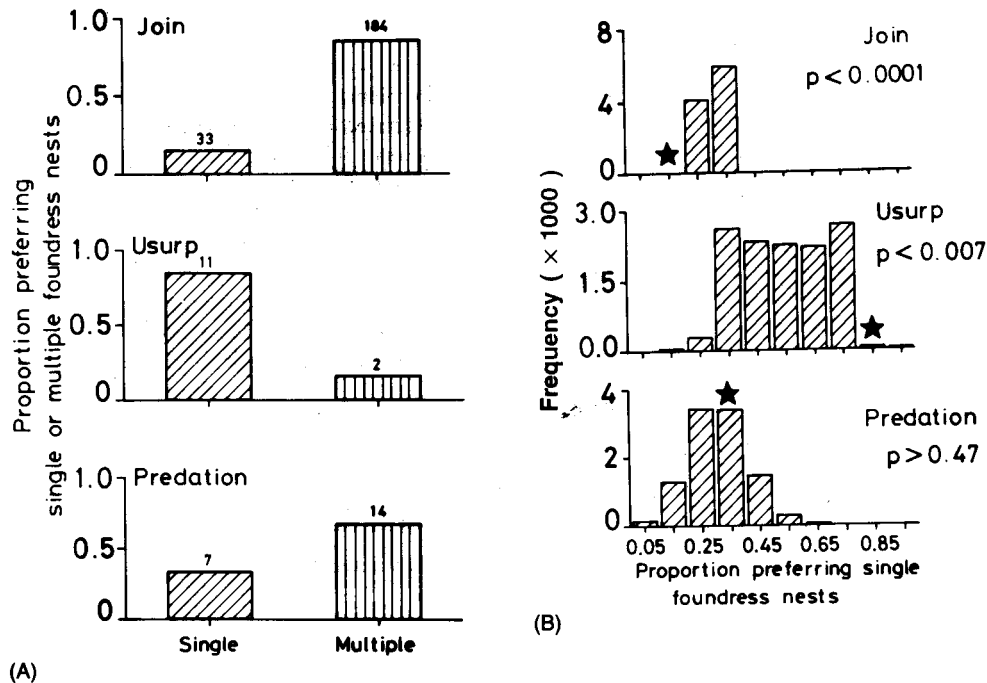 Proportion preferring
single or multiple foundress nests
1.0
0.5
0
Join
33
184
1.0
0.5
0
Usurp
11
2
1.0
0.5
0
Predation
7
14
Single
Multiple
(A)
Frequency ( × 1000)
8
4
0
Join
p < 0.0001
3.0
1.5
0.0
Usurp
p < 0.007
4
2
0
Predation
p > 0.47
0.05 0.25 0.45 0.65 0.85
Proportion preferring single
foundress nests
(B)